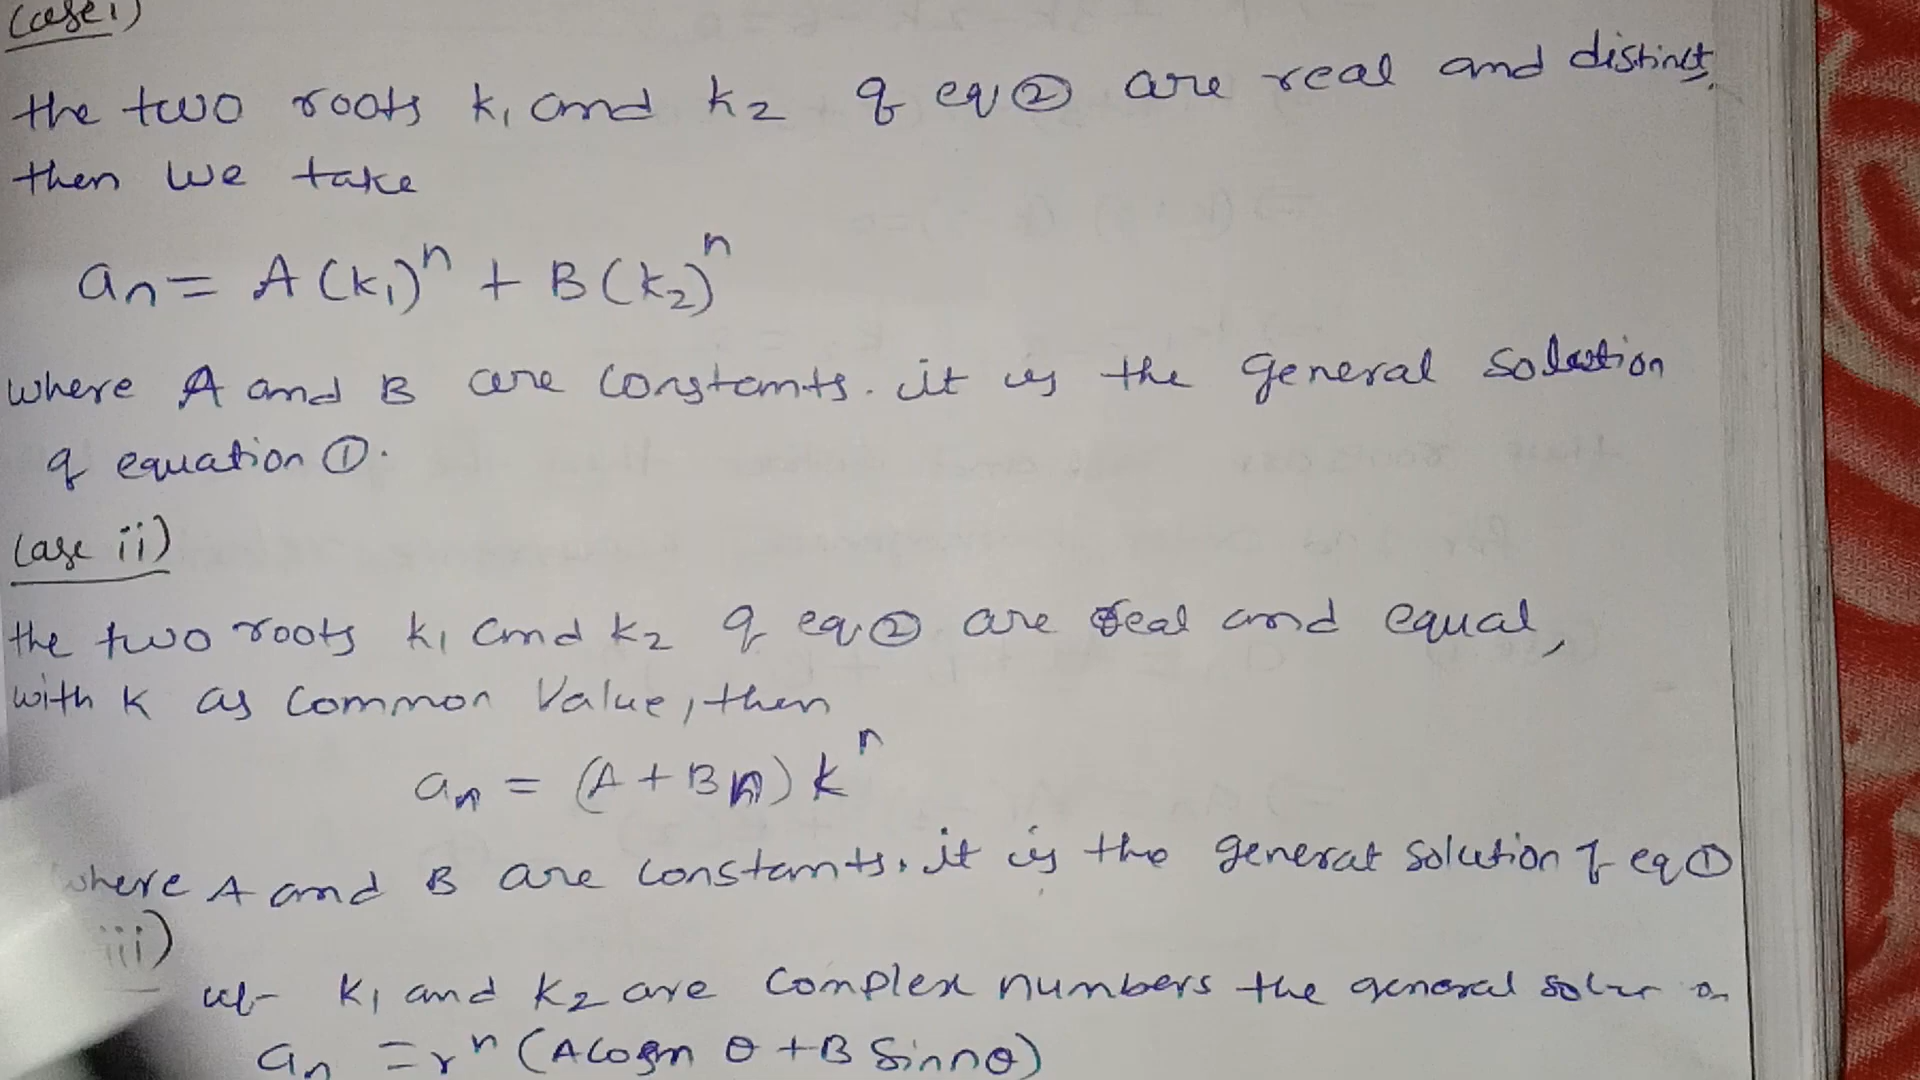 Case i)
the two roots k₁ and k₂ of eq ② are real and distinct,
then we take
aₙ = A(k₁)ⁿ + B(k₂)ⁿ
where A and B are constants. it is the general solution
of equation ①.
Case ii)
the two roots k₁ and k₂ of eq ② are real and equal,
with k as common value, then
aₙ = (A + Bn) kⁿ
where A and B are constants. it is the general solution of eq ①
iii)
k₁ and k₂ are complex numbers the general
aₙ = rⁿ (A cos nθ + B sin nθ)